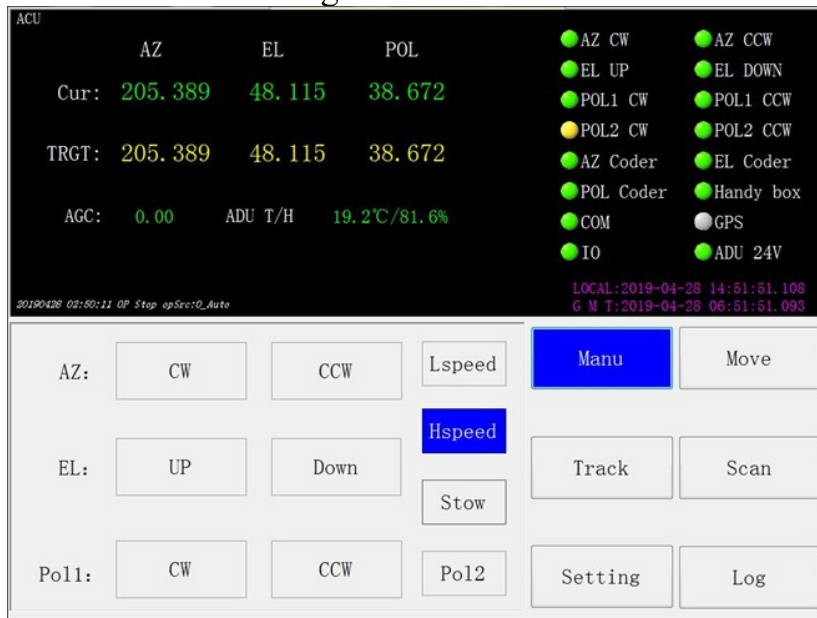 ACU
AZ EL POL
Cur: 205.389 48.115 38.672
TRGT: 205.389 48.115 38.672
AGC: 0.00 ADU T/H 19.2℃/81.6%
20190428 02:50:11 OP Stop opSrc:0_Auto
AZ CW AZ CCW
EL UP EL DOWN
POL1 CW POL1 CCW
POL2 CW POL2 CCW
AZ Coder EL Coder
POL Coder Handy box
COM GPS
IO ADU 24V
LOCAL:2019-04-28 14:51:51.108
G M T:2019-04-28 06:51:51.093
AZ: CW CCW Lspeed
Hspeed
EL: UP Down
Stow
Pol1: CW CCW Pol2
Manu Move
Track Scan
Setting Log